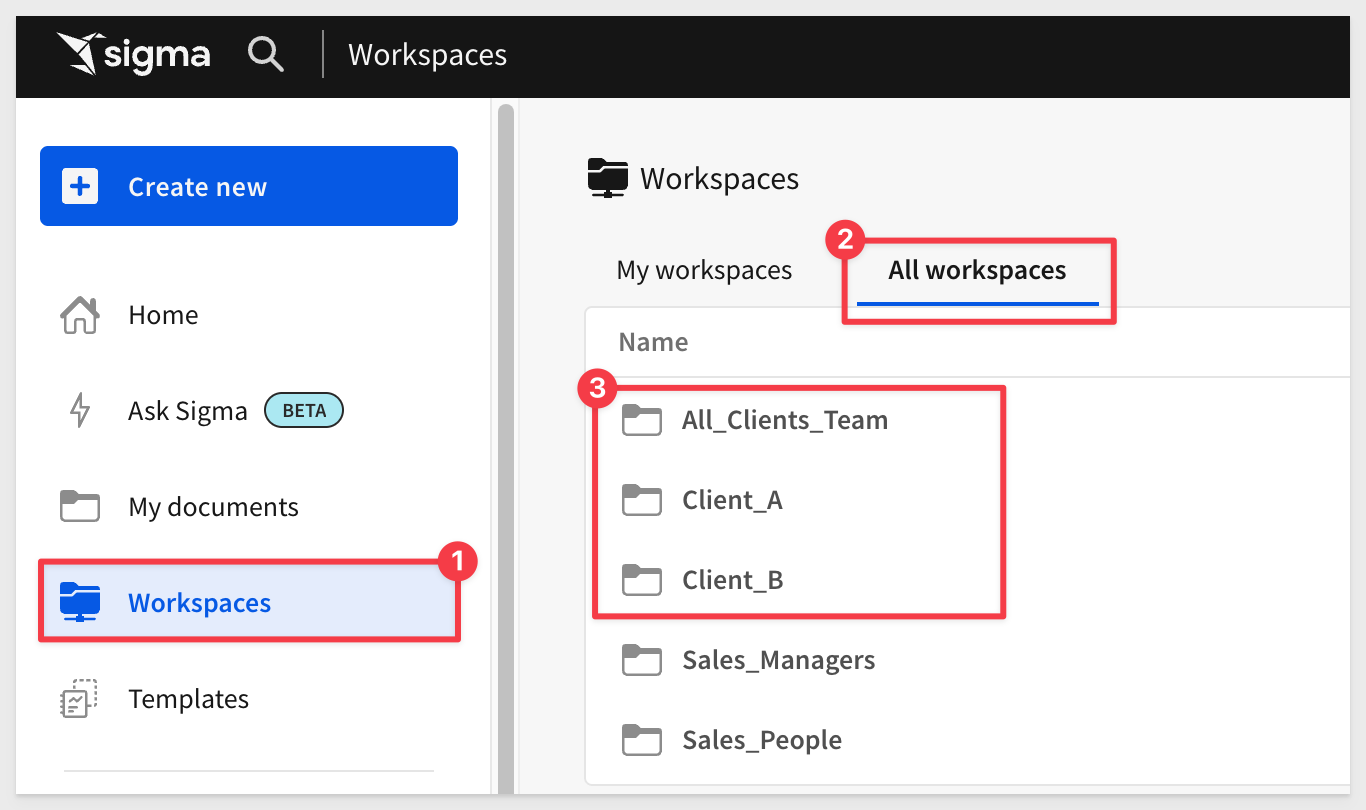 sigma
Workspaces
Create new
Home
Ask Sigma BETA
My documents
1
Workspaces
Templates
Workspaces
2
My workspaces
All workspaces
Name
3
All_Clients_Team
Client_A
Client_B
Sales_Managers
Sales_People